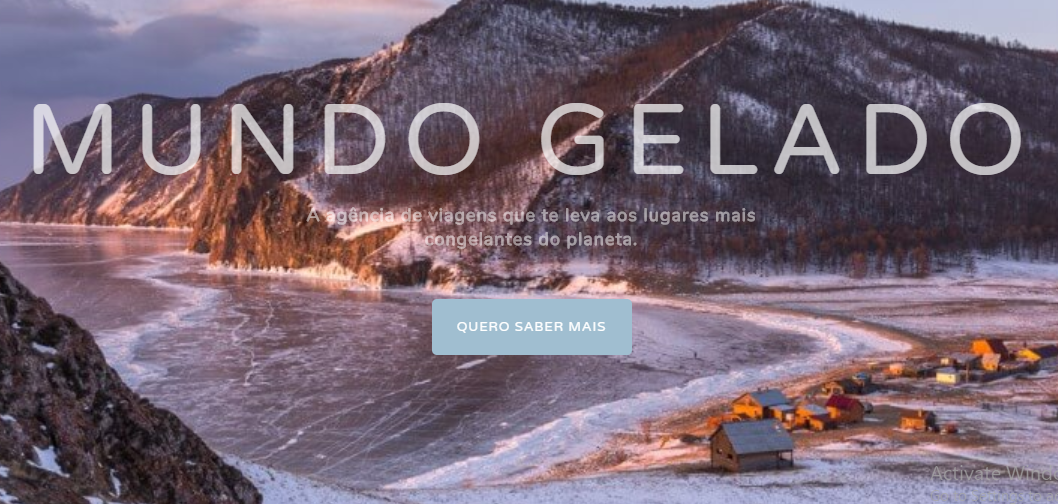 MUNDO GELADO
A agência de viagens que te leva aos lugares mais
congelantes do planeta.
QUERO SABER MAIS
Activate Wind